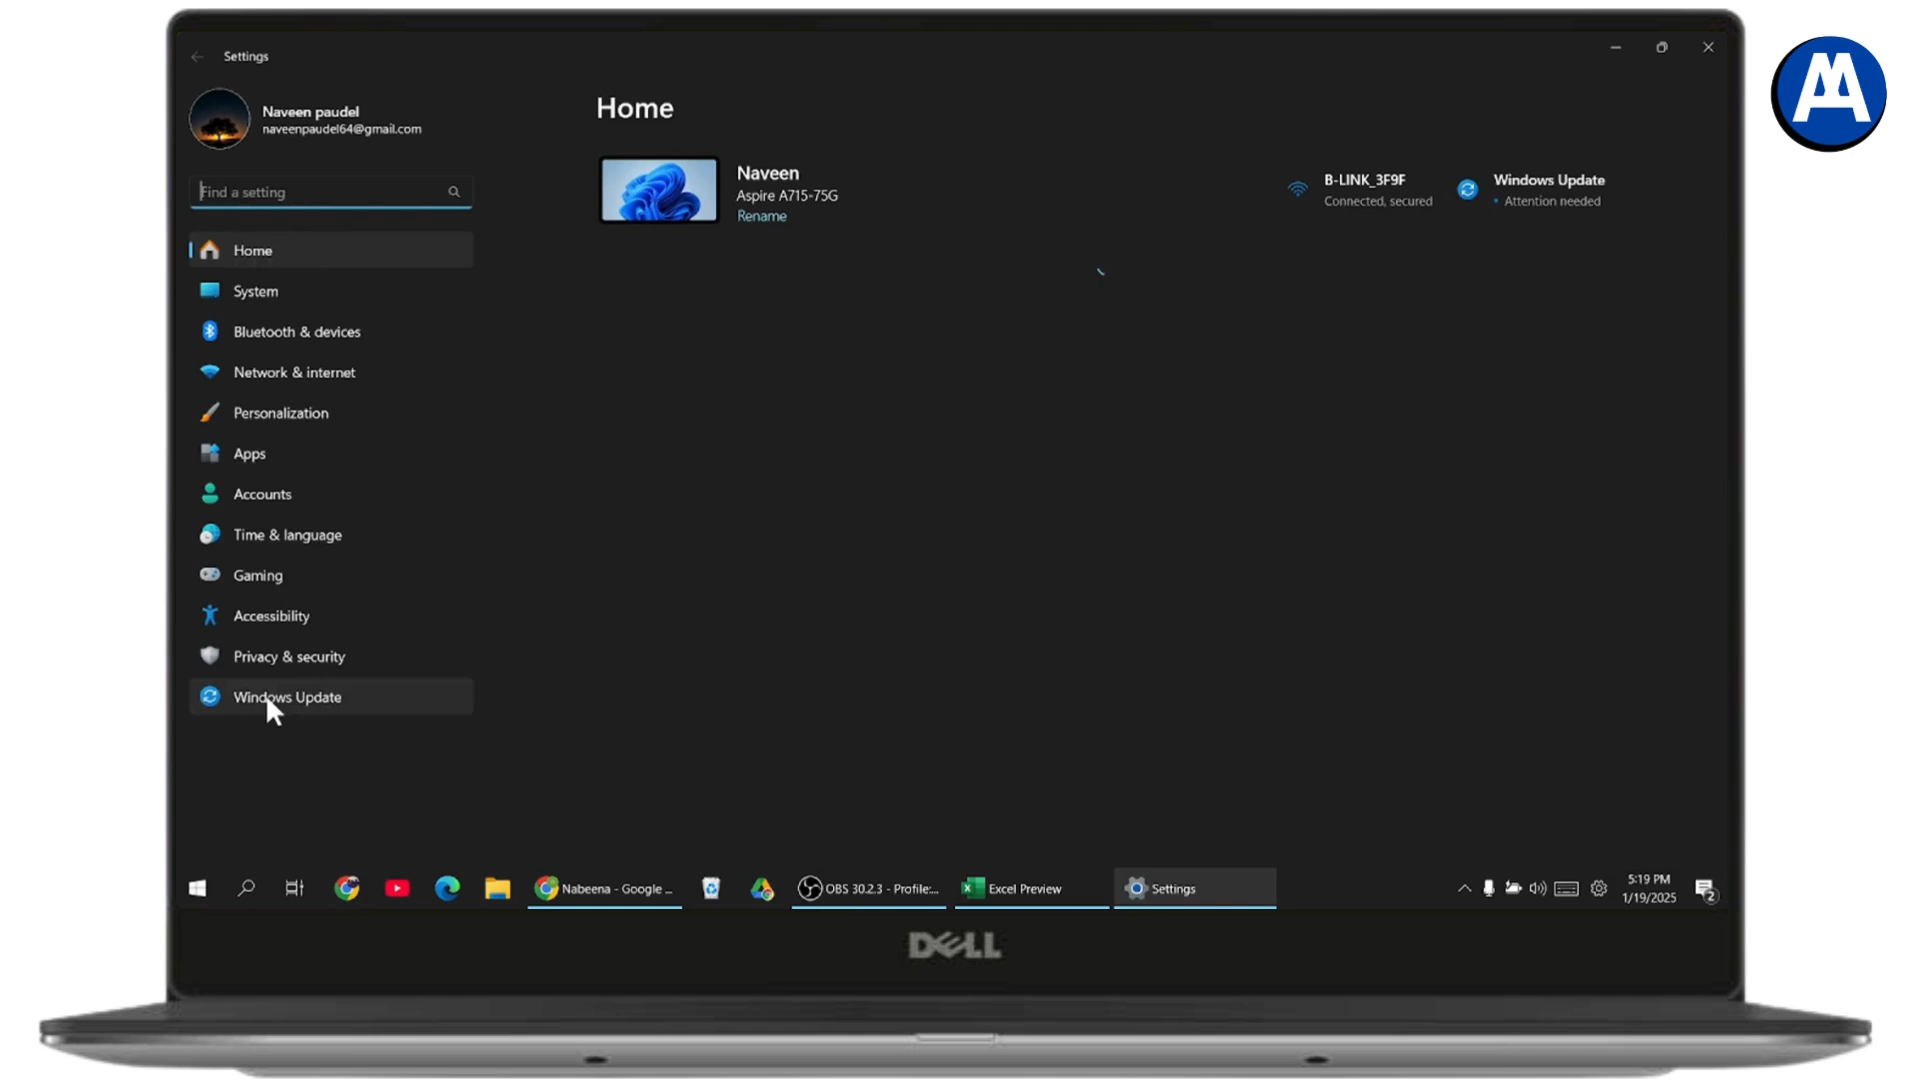 Settings
Naveen paudel
naveenpaudel64@gmail.com
Find a setting
Home
System
Bluetooth & devices
Network & internet
Personalization
Apps
Accounts
Time & language
Gaming
Accessibility
Privacy & security
Windows Update
Home
Naveen
Aspire A715-75G
Rename
B-LINK_3F9F
Connected, secured
Windows Update
Attention needed
Nabeena - Google ...
OBS 30.2.3 - Profile:...
Excel Preview
Settings
5:19 PM
1/19/2025
2
DELL